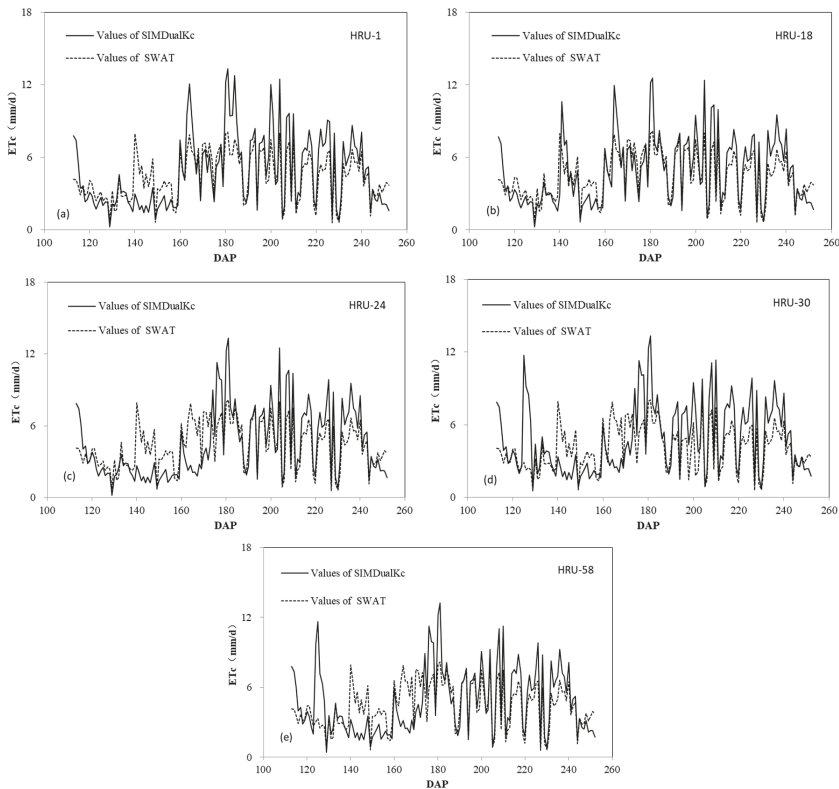 18
12
6
0
ETc (mm/d)
Values of SIMDualKc
Values of SWAT
HRU-1
(a)
100 120 140 160 180 200 220 240 260
DAP
18
12
6
0
ETc (mm/d)
Values of SIMDualKc
Values of SWAT
HRU-18
(b)
100 120 140 160 180 200 220 240 260
DAP
18
12
6
0
ETc (mm/d)
Values of SIMDualKc
Values of SWAT
HRU-24
(c)
100 120 140 160 180 200 220 240 260
DAP
18
12
6
0
ETc (mm/d)
Values of SIMDualKc
Values of SWAT
HRU-30
(d)
100 120 140 160 180 200 220 240 260
DAP
18
12
6
0
ETc (mm/d)
Values of SIMDualKc
Values of SWAT
HRU-58
(e)
100 120 140 160 180 200 220 240 260
DAP